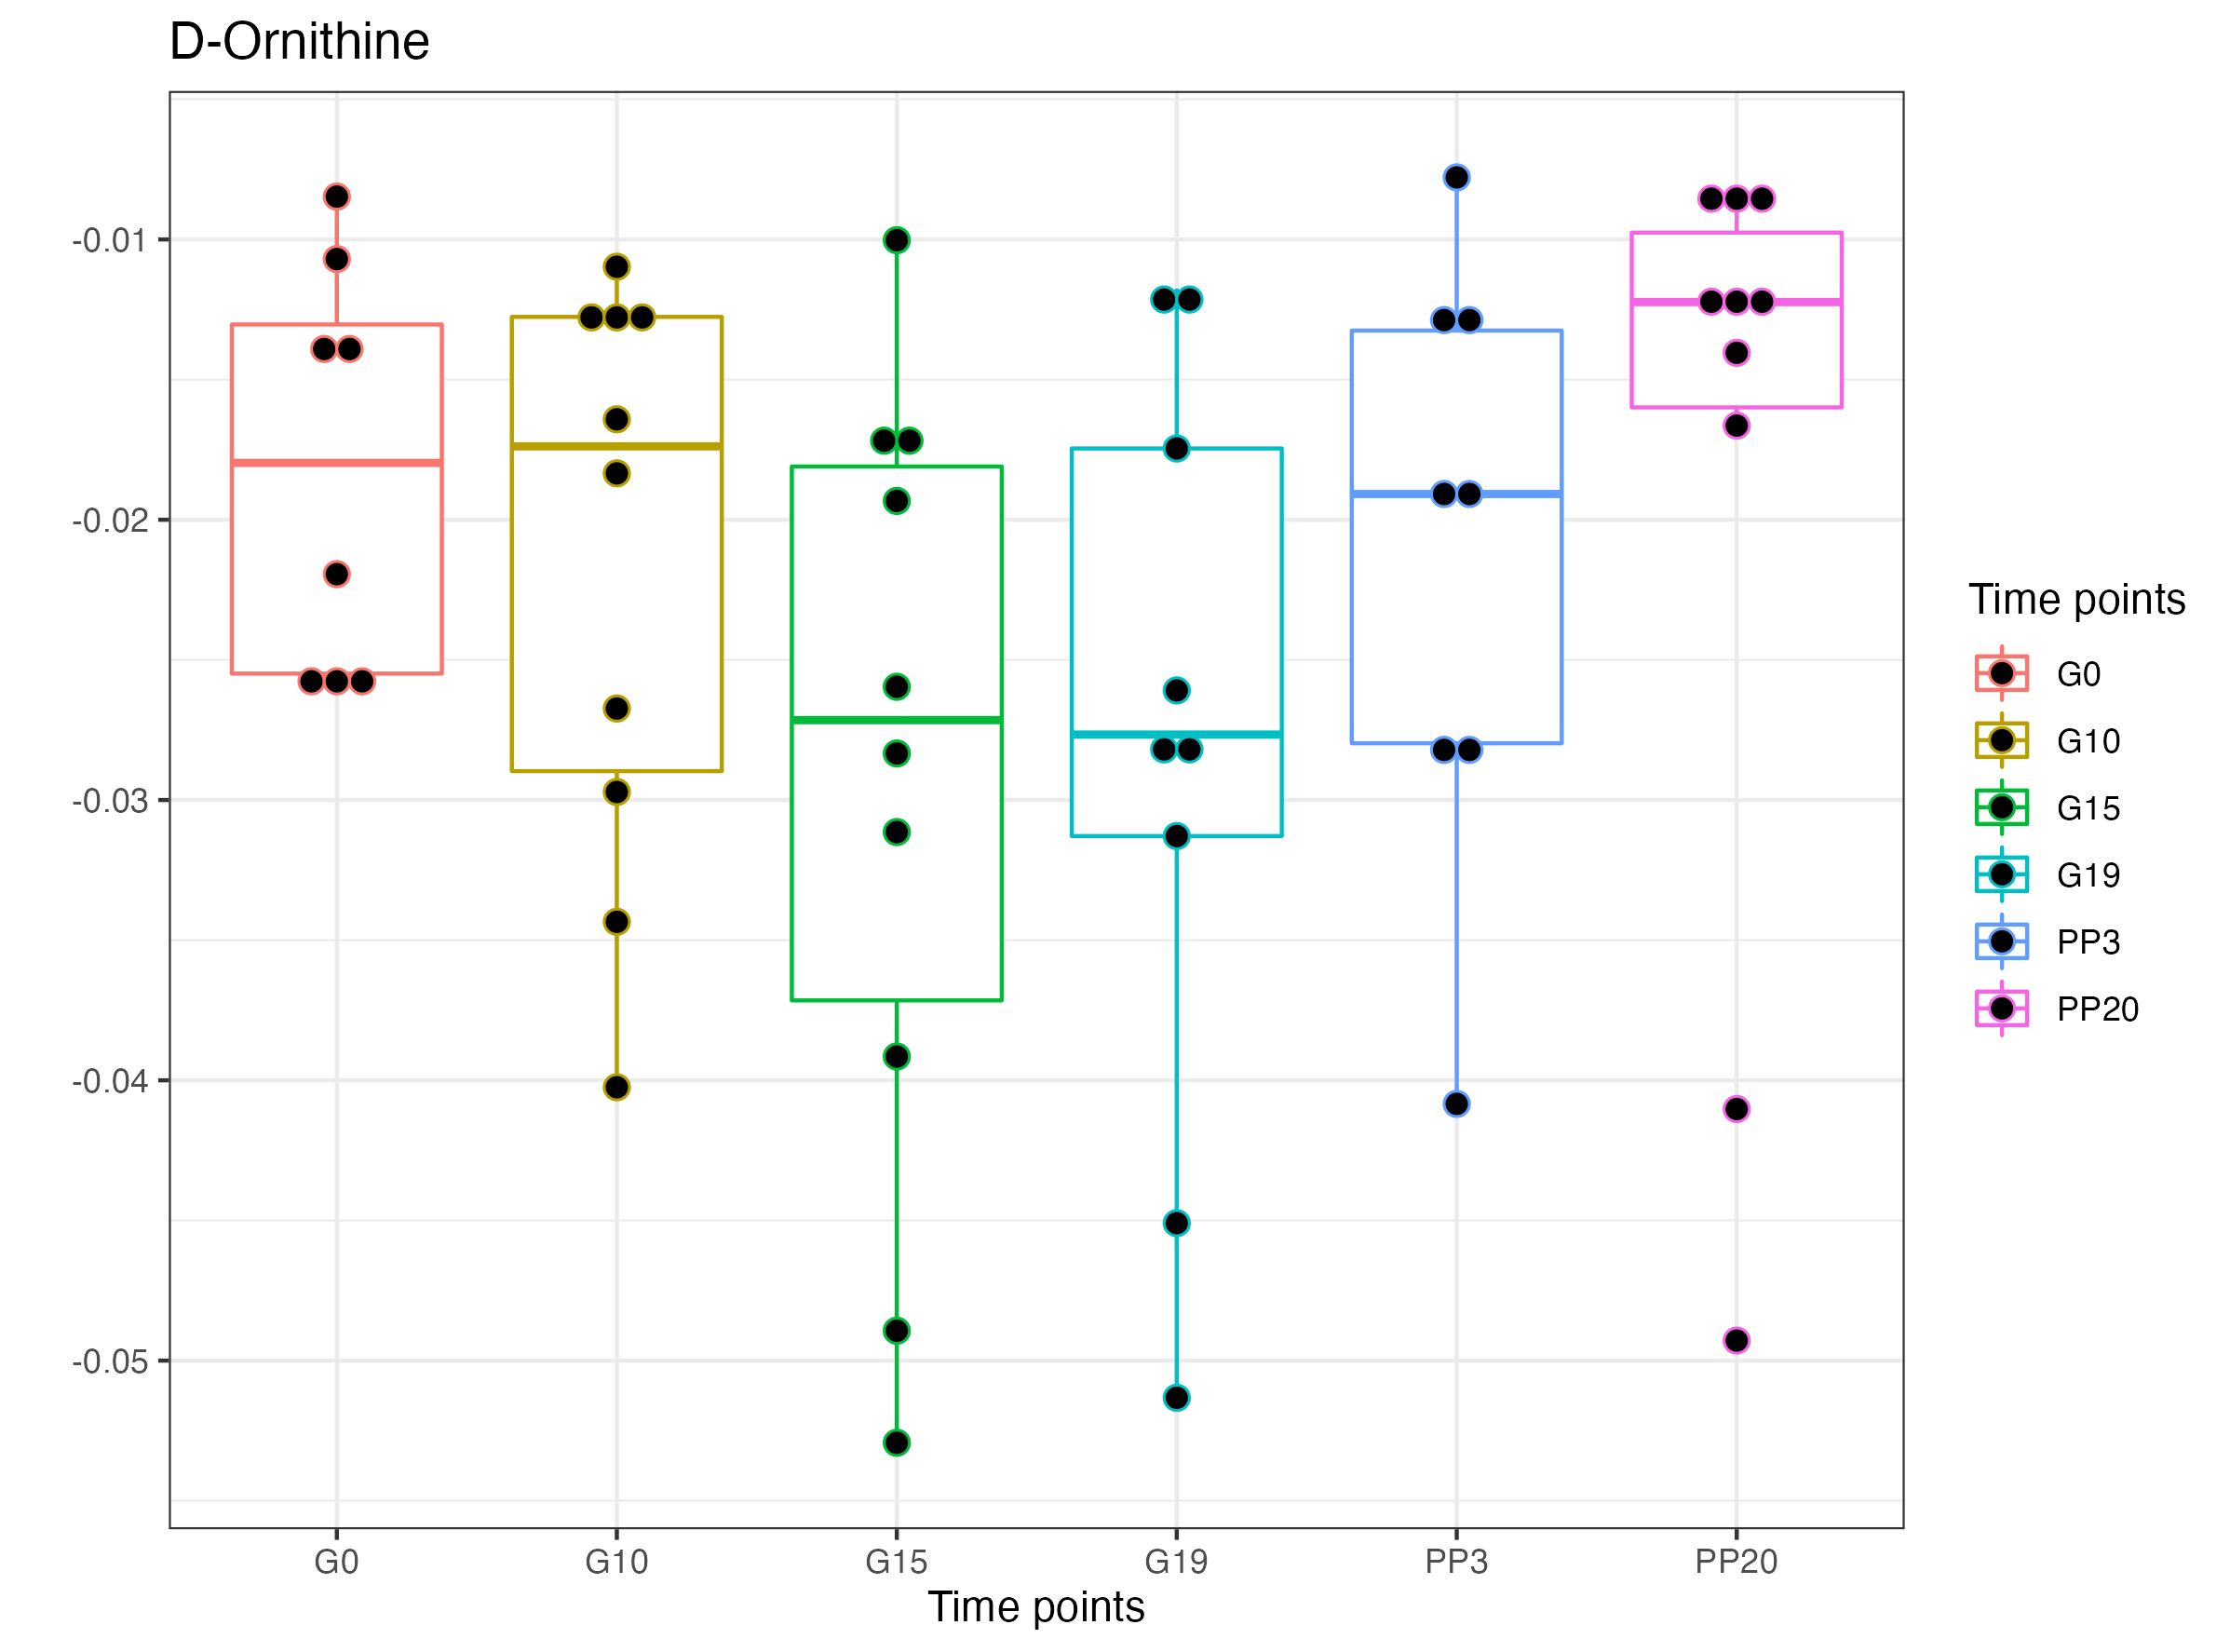 D-Ornithine
-0.01
-0.02
-0.03
-0.04
-0.05
G0 G10 G15 G19 PP3 PP20
Time points
Time points
G0
G10
G15
G19
PP3
PP20